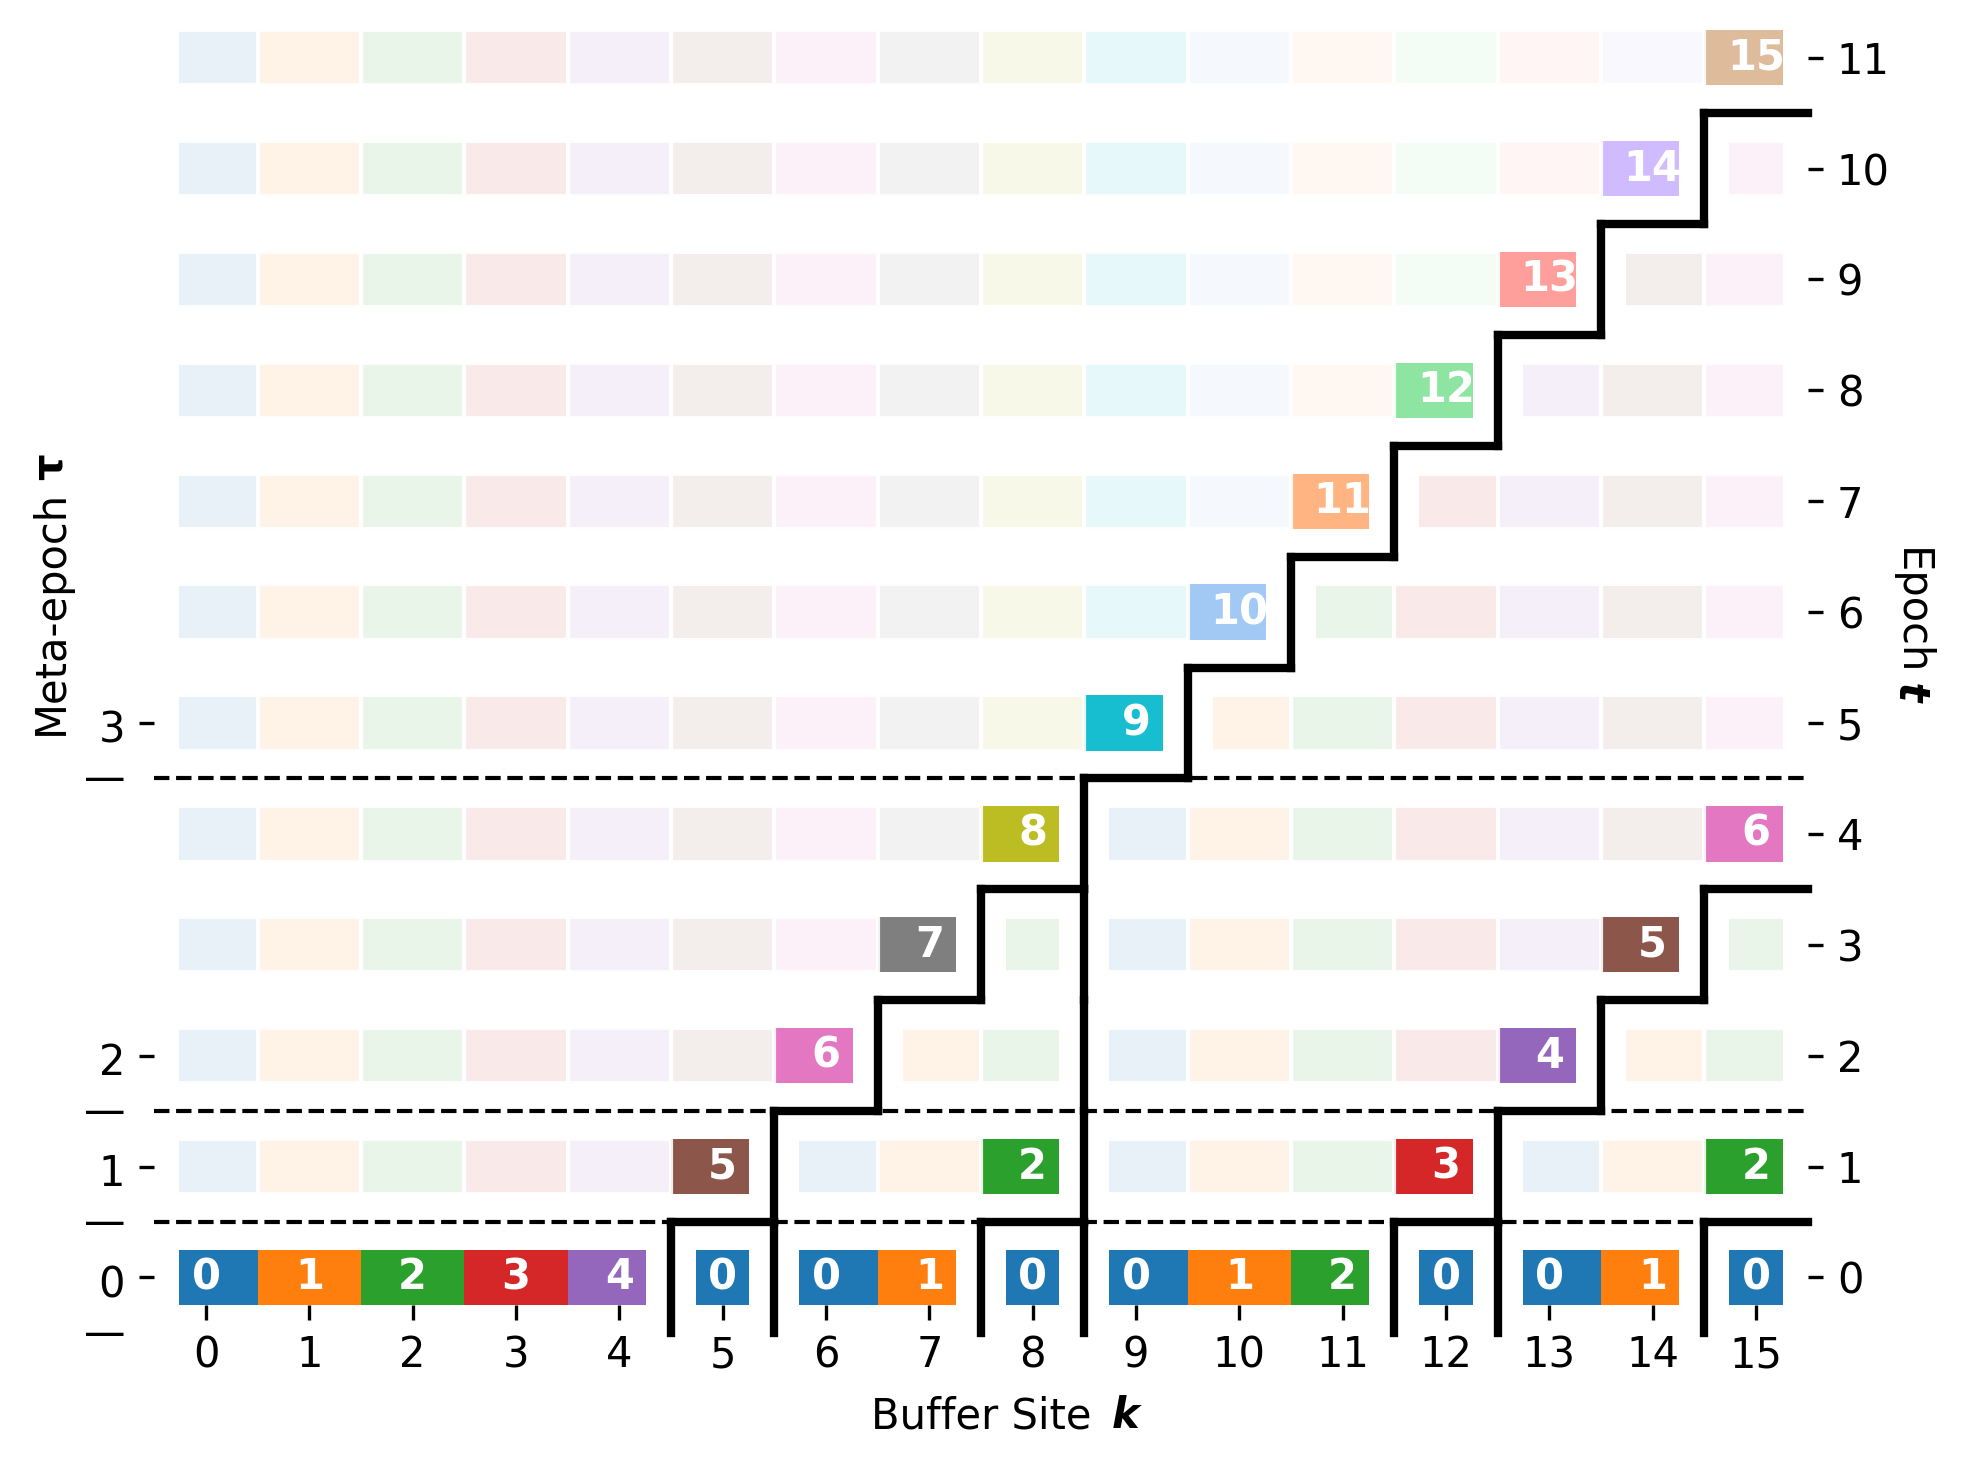 15 11
14 10
13 9
12 8
11 7
10 6
3 9 5
8 6 4
7 5 3
2 6 4 2
1 5 2 3 2 1
0 0 1 2 3 4 0 0 1 0 0 1 2 0 0 1 0 0
0 1 2 3 4 5 6 7 8 9 10 11 12 13 14 15
Buffer Site k
Meta-epoch τ
Epoch t